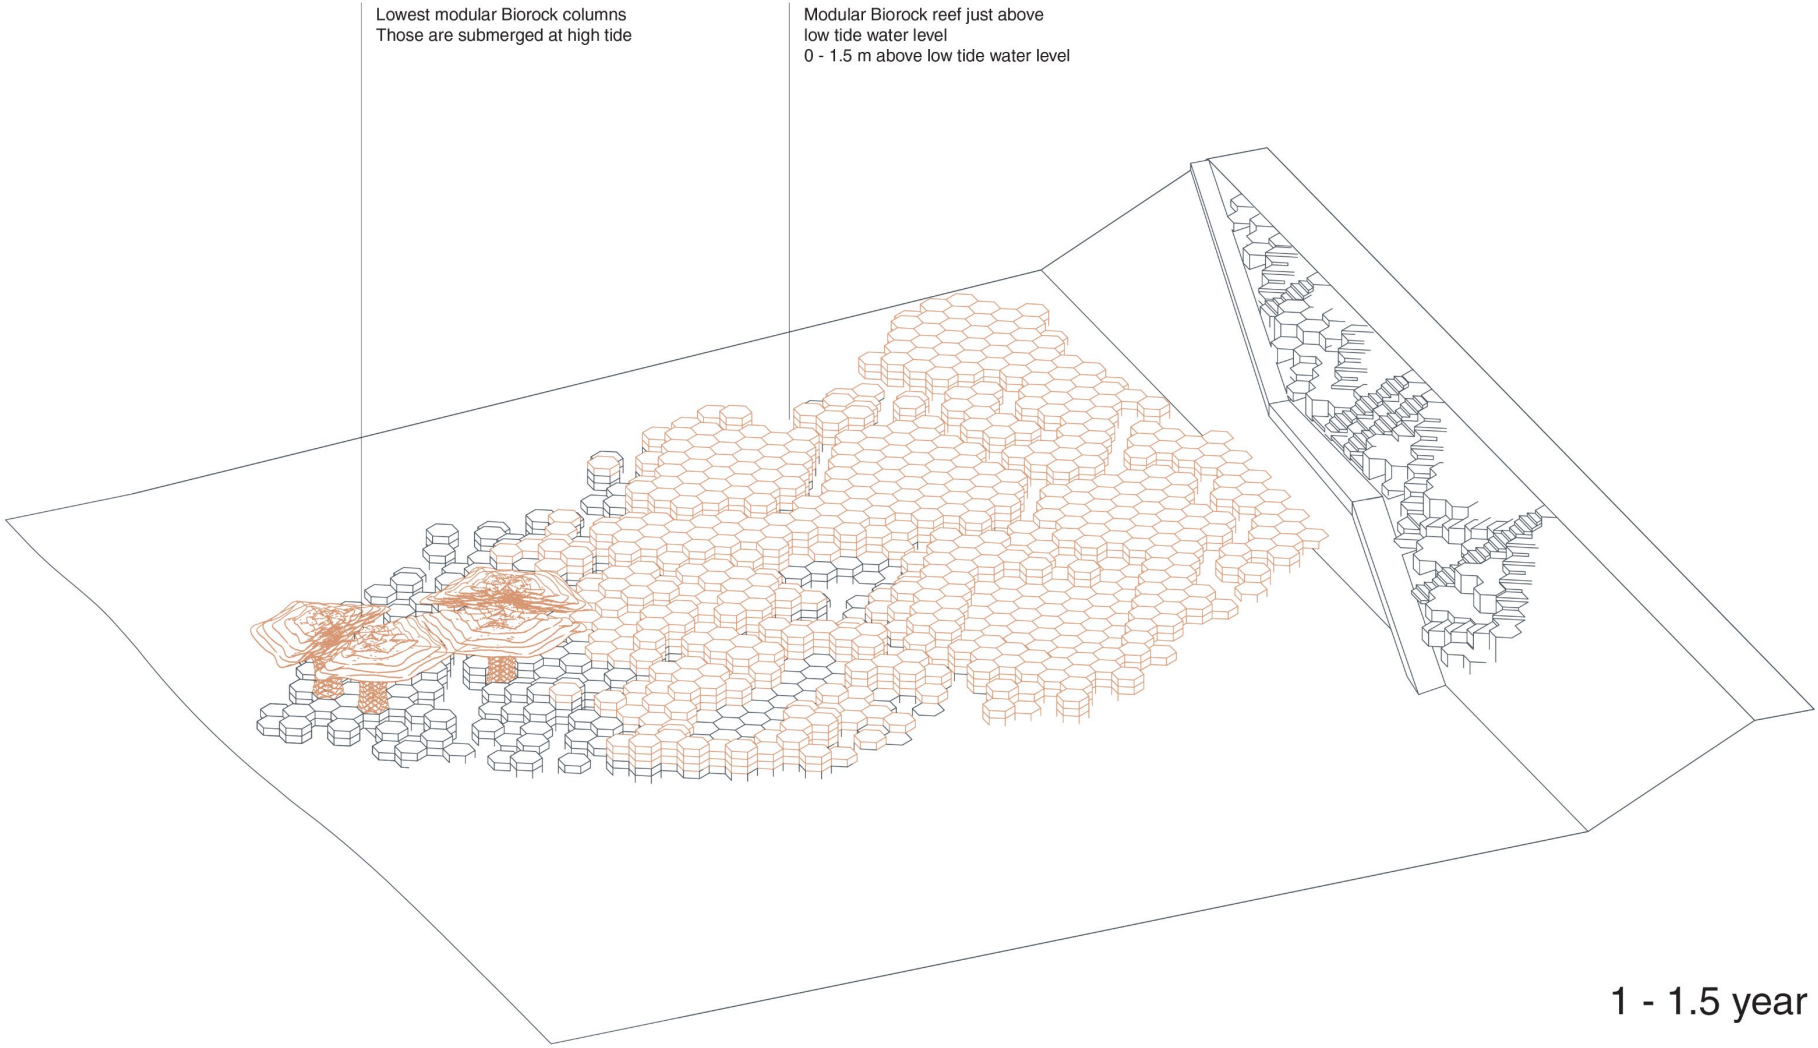 Lowest modular Biorock columns
Those are submerged at high tide
Modular Biorock reef just above
low tide water level
0 - 1.5 m above low tide water level
1 - 1.5 year